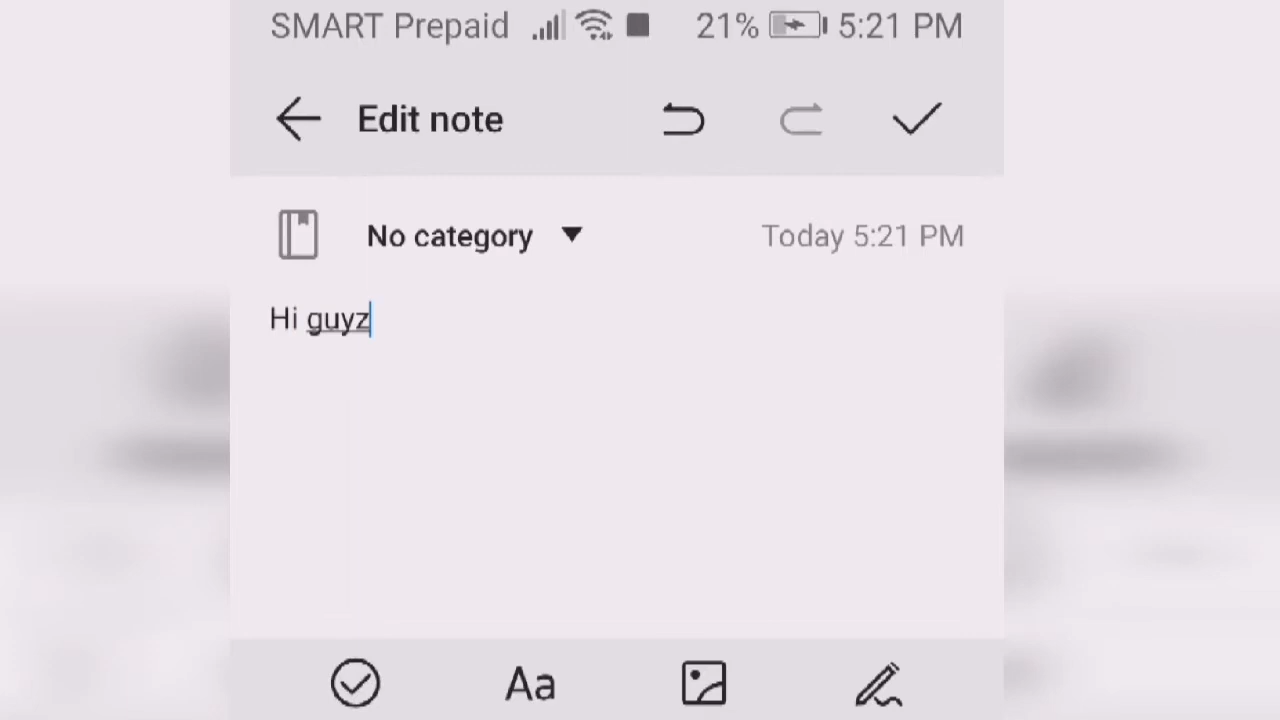 SMART Prepaid 21% 5:21 PM
Edit note
No category Today 5:21 PM
Hi guyz
Aa